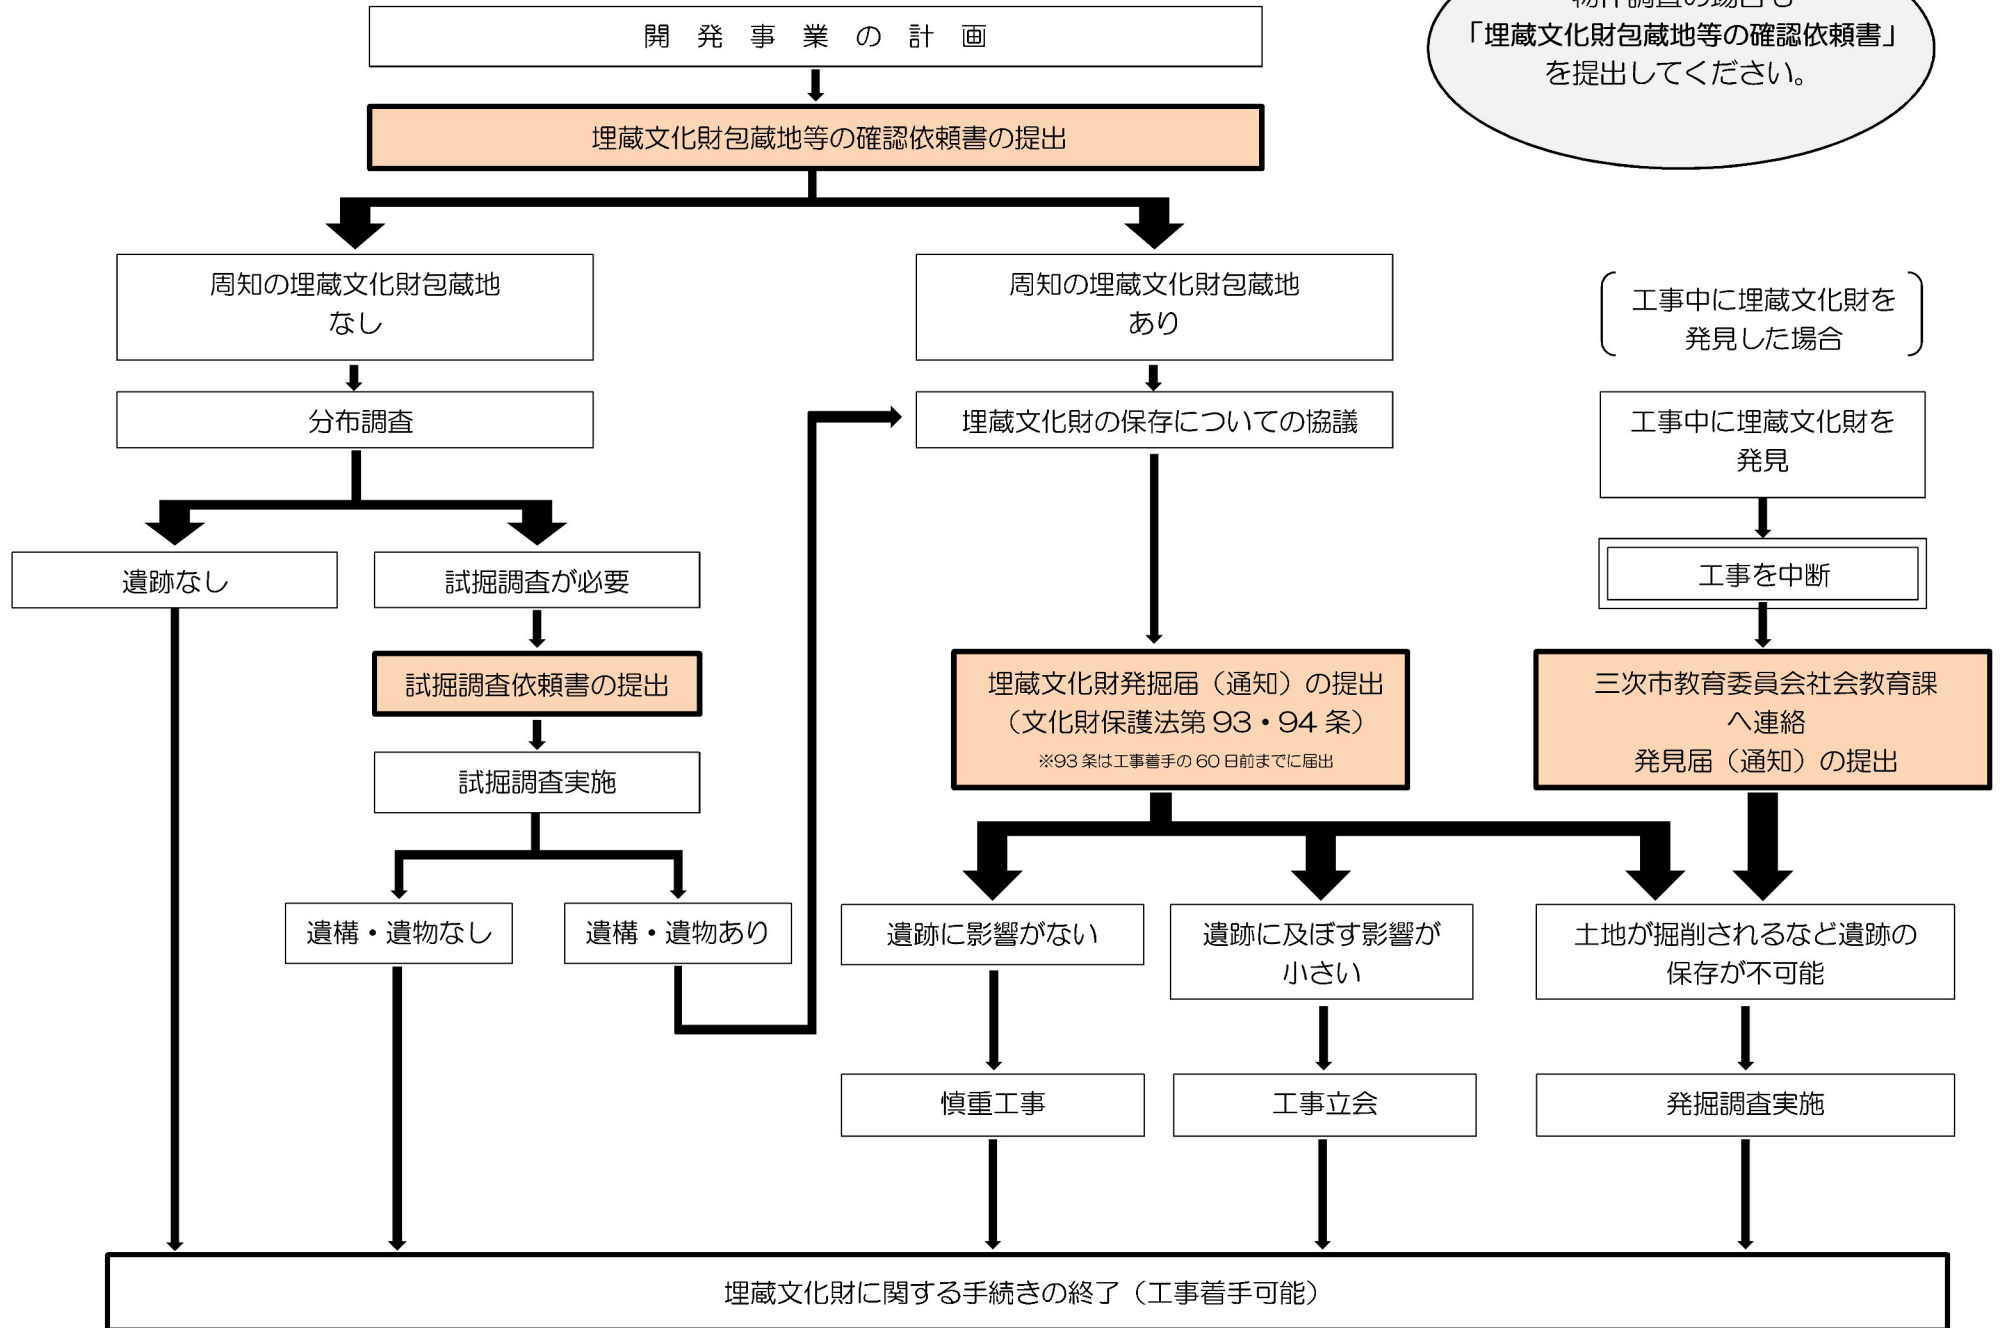 開発事業の計画
物件調査の場合も
「埋蔵文化財包蔵地等の確認依頼書」
を提出してください。
埋蔵文化財包蔵地等の確認依頼書の提出
周知の埋蔵文化財包蔵地
なし
周知の埋蔵文化財包蔵地
あり
工事中に埋蔵文化財を
発見した場合
分布調査
埋蔵文化財の保存についての協議
工事中に埋蔵文化財を
発見
遺跡なし
試掘調査が必要
工事を中断
試掘調査依頼書の提出
埋蔵文化財発掘届（通知）の提出
（文化財保護法第 93・94 条）
※93 条は工事着手の 60 日前までに届出
三次市教育委員会社会教育課
へ連絡
発見届（通知）の提出
試掘調査実施
遺構・遺物なし
遺構・遺物あり
遺跡に影響がない
遺跡に及ぼす影響が
小さい
土地が掘削されるなど遺跡の
保存が不可能
慎重工事
工事立会
発掘調査実施
埋蔵文化財に関する手続きの終了（工事着手可能）